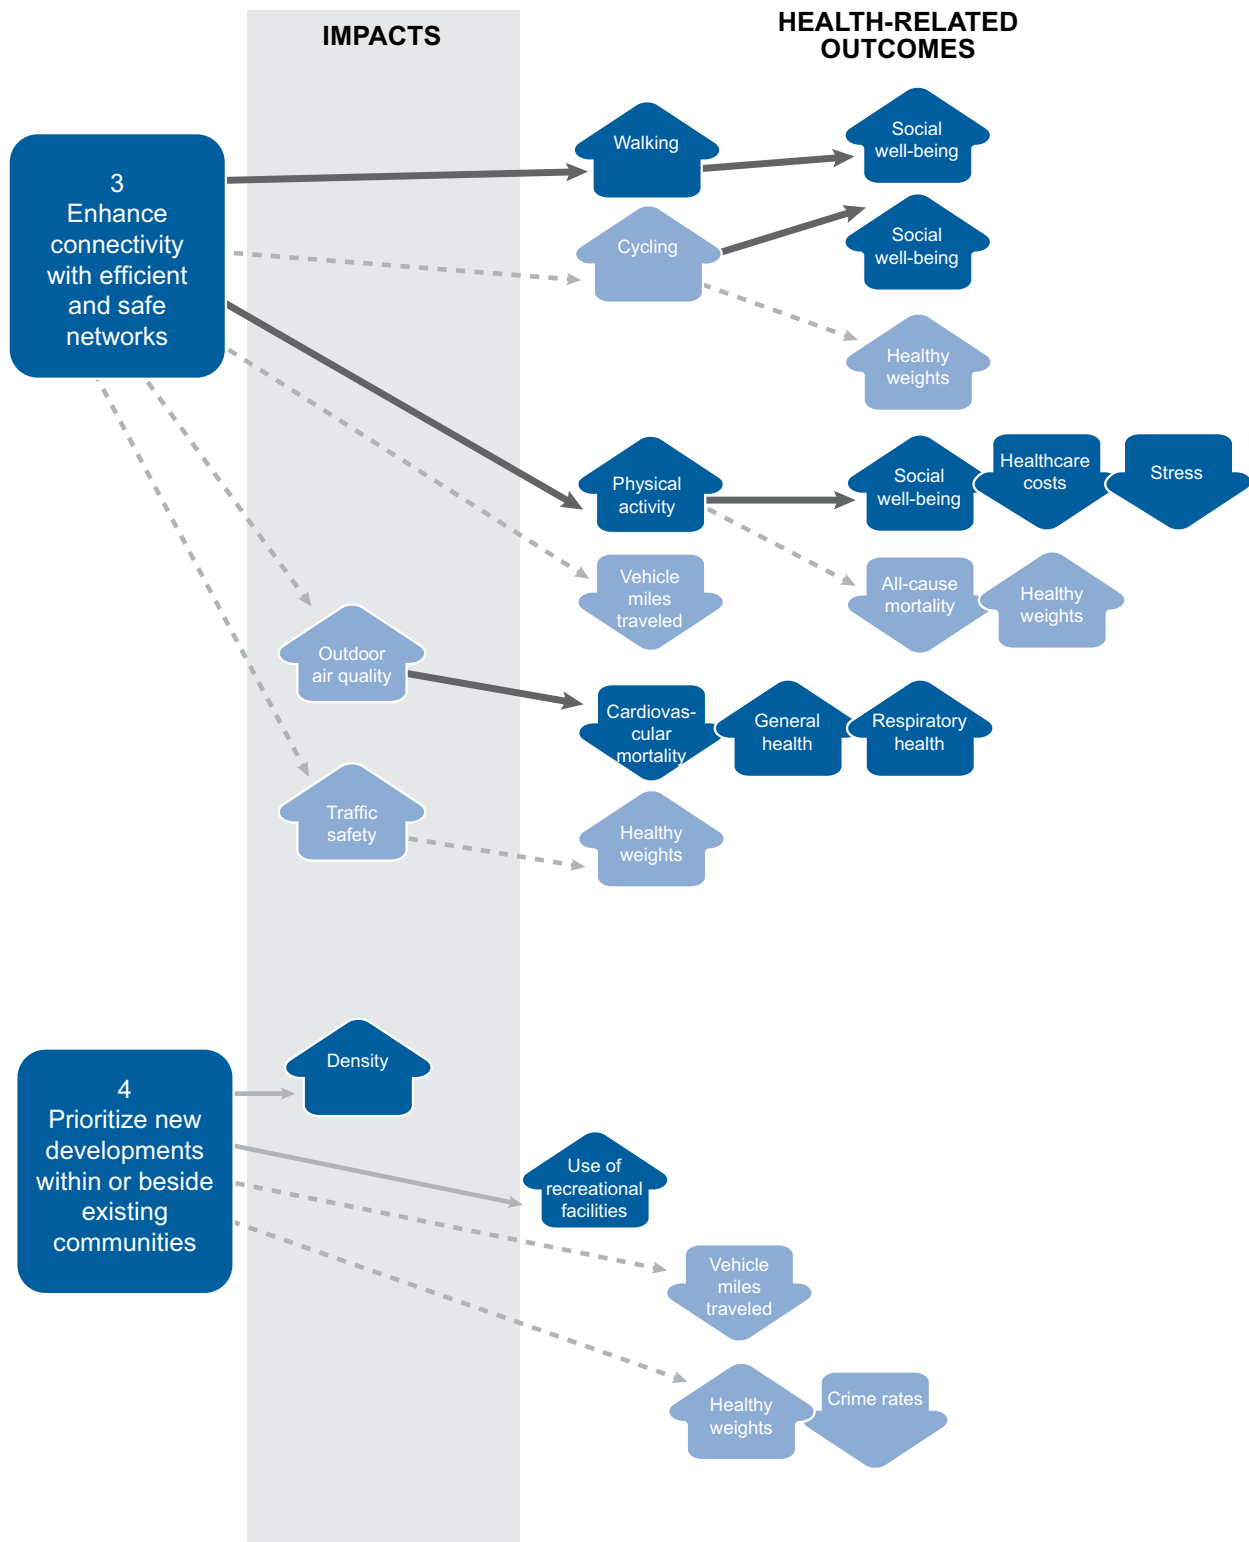 IMPACTS
HEALTH-RELATED
OUTCOMES
3
Enhance
connectivity
with efficient
and safe
networks
Walking
Social
well-being
Cycling
Social
well-being
Healthy
weights
Physical
activity
Social
well-being
Healthcare
costs
Stress
Vehicle
miles
traveled
All-cause
mortality
Healthy
weights
Outdoor
air quality
Cardiovas-
cular
mortality
General
health
Respiratory
health
Traffic
safety
Healthy
weights
4
Prioritize new
developments
within or beside
existing
communities
Density
Use of
recreational
facilities
Vehicle
miles
traveled
Healthy
weights
Crime rates